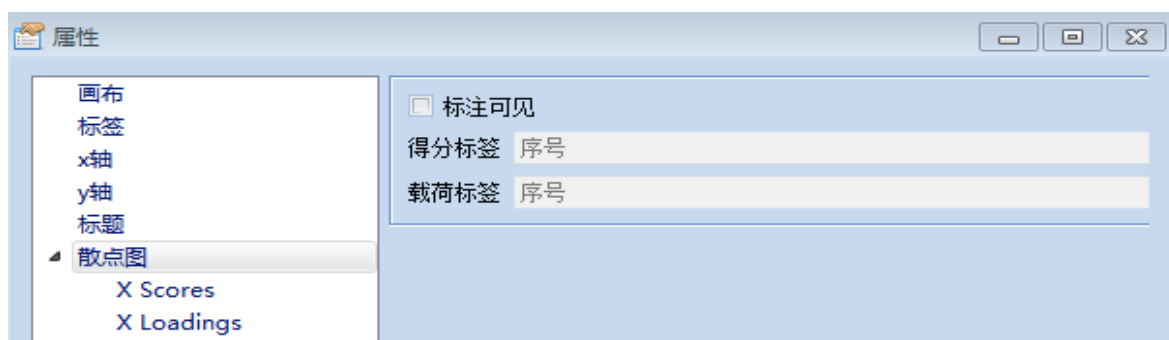 属性
画布
标签
x轴
y轴
标题
散点图
X Scores
X Loadings
标注可见
得分标签 序号
载荷标签 序号